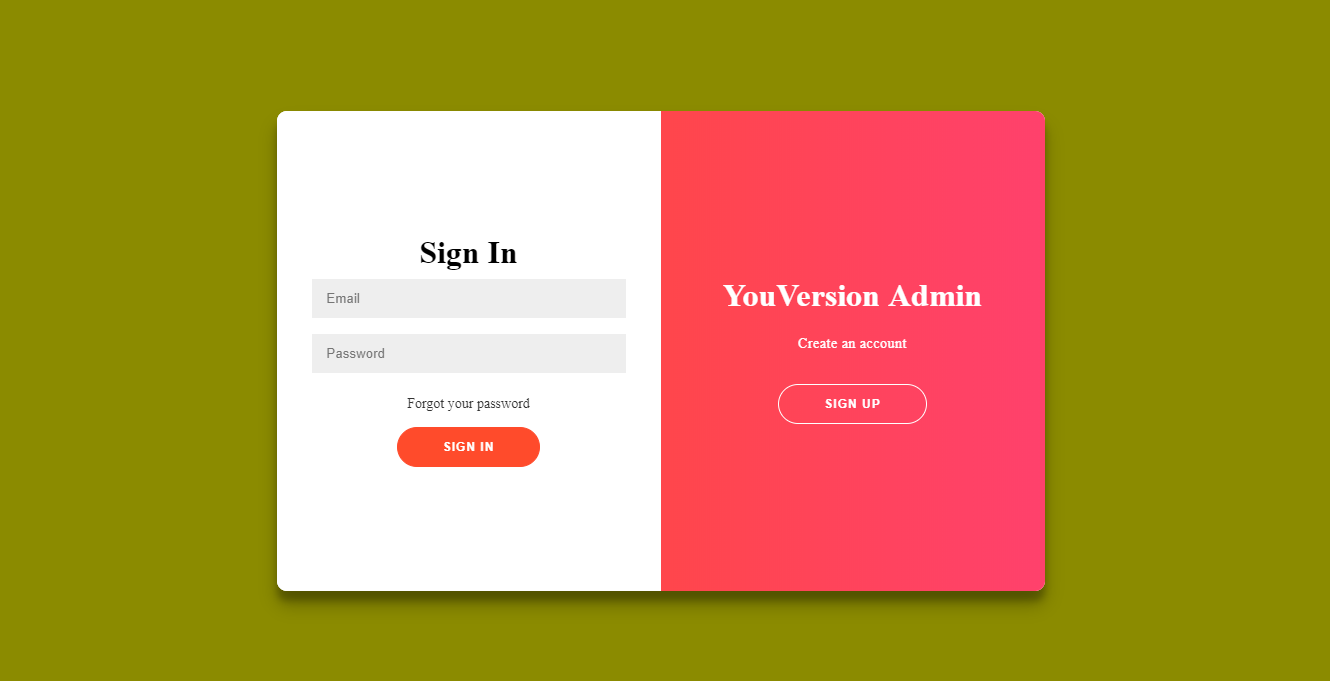 Sign In
Email
Password
Forgot your password
SIGN IN
YouVersion Admin
Create an account
SIGN UP